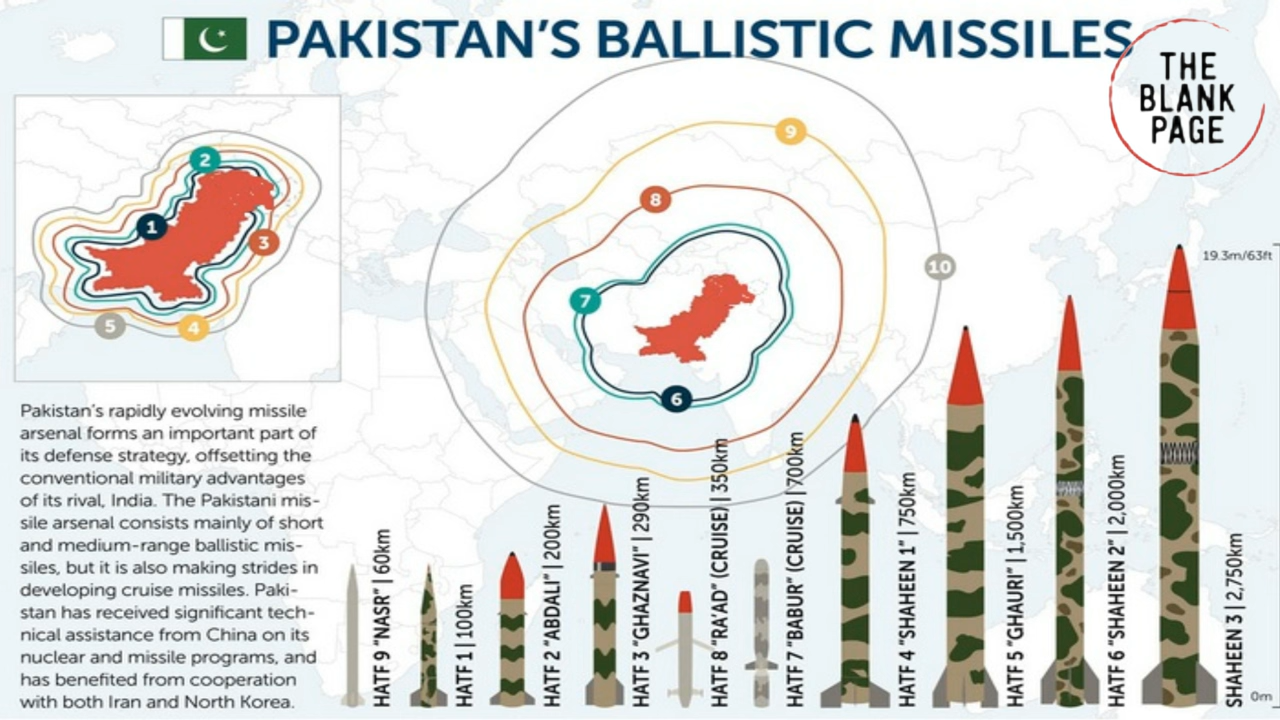 PAKISTAN'S BALLISTIC MISSILES
THE
BLANK
PAGE
2
1
3
5
4
9
8
10
7
6
19.3m/63ft
Pakistan's rapidly evolving missile
arsenal forms an important part of
its defense strategy, offsetting the
conventional military advantages
of its rival, India. The Pakistani mis-
sile arsenal consists mainly of short
and medium-range ballistic mis-
siles, but it is also making strides in
developing cruise missiles. Paki-
stan has received significant tech-
nical assistance from China on its
nuclear and missile programs, and
has benefited from cooperation
with both Iran and North Korea.
HATF 9 "NASR" | 60km
HATF 1 | 100km
HATF 2 "ABDALI" | 200km
HATF 3 "GHAZNAVI" | 290km
HATF 8 "RA'AD" (CRUISE) | 350km
HATF 7 "BABUR" (CRUISE) | 700km
HATF 4 "SHAHEEN 1" | 750km
HATF 5 "GHAURI" | 1,500km
HATF 6 "SHAHEEN 2" | 2,000km
SHAHEEN 3 | 2,750km
0m